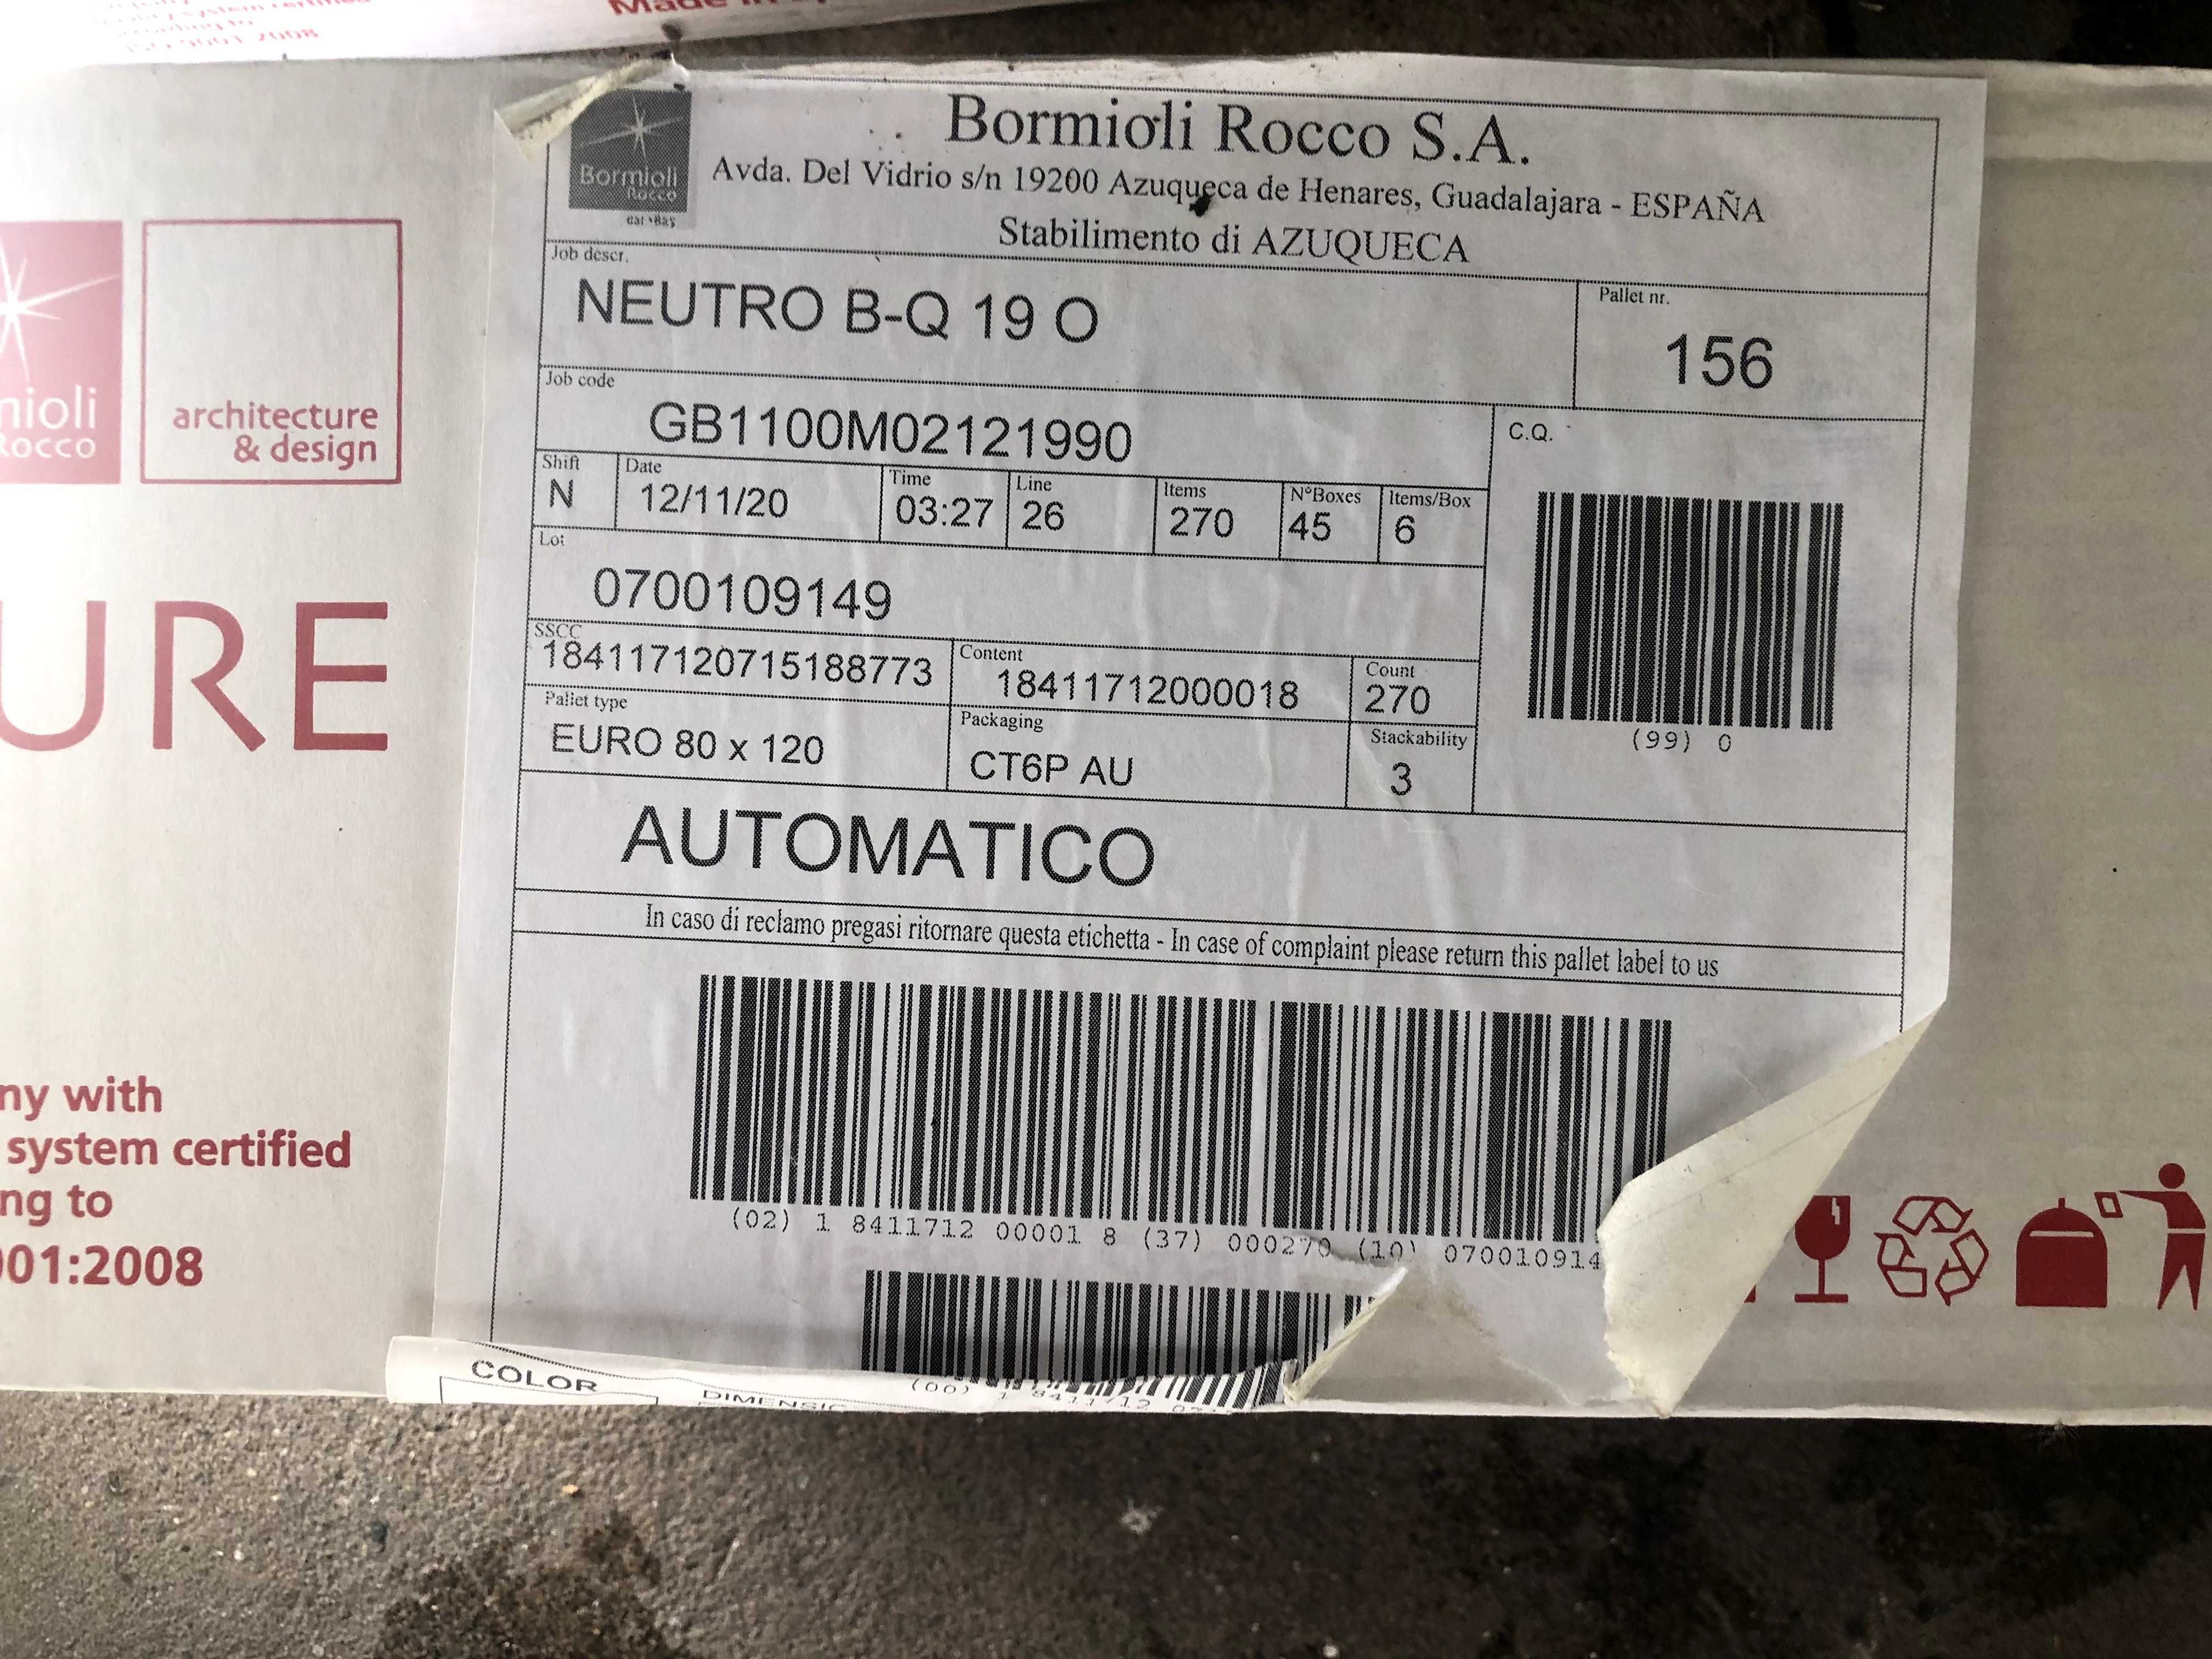 Made in
Bormioli
Rocco
Bormioli Rocco S.A.
Avda. Del Vidrio s/n 19200 Azuqueca de Henares, Guadalajara - ESPAÑA
Stabilimento di AZUQUECA
Job descr.
NEUTRO B-Q 19 O
Pallet nr.
156
Job code
GB1100M02121990
C.Q.
Shift
N
Date
12/11/20
Time
03:27
Line
26
Items
270
N°Boxes
45
Items/Box
6
Lot
0700109149
(99) 0
SSCC
184117120715188773
Content
18411712000018
Count
270
Pallet type
EURO 80 x 120
Packaging
CT6P AU
Stackability
3
AUTOMATICO
In caso di reclamo pregasi ritornare questa etichetta - In case of complaint please return this pallet label to us
(02) 1 8411712 00001 8 (37) 000270 (10) 070010914
COLOR
mioli
Rocco
architecture
& design
URE
ny with
system certified
ng to
001:2008